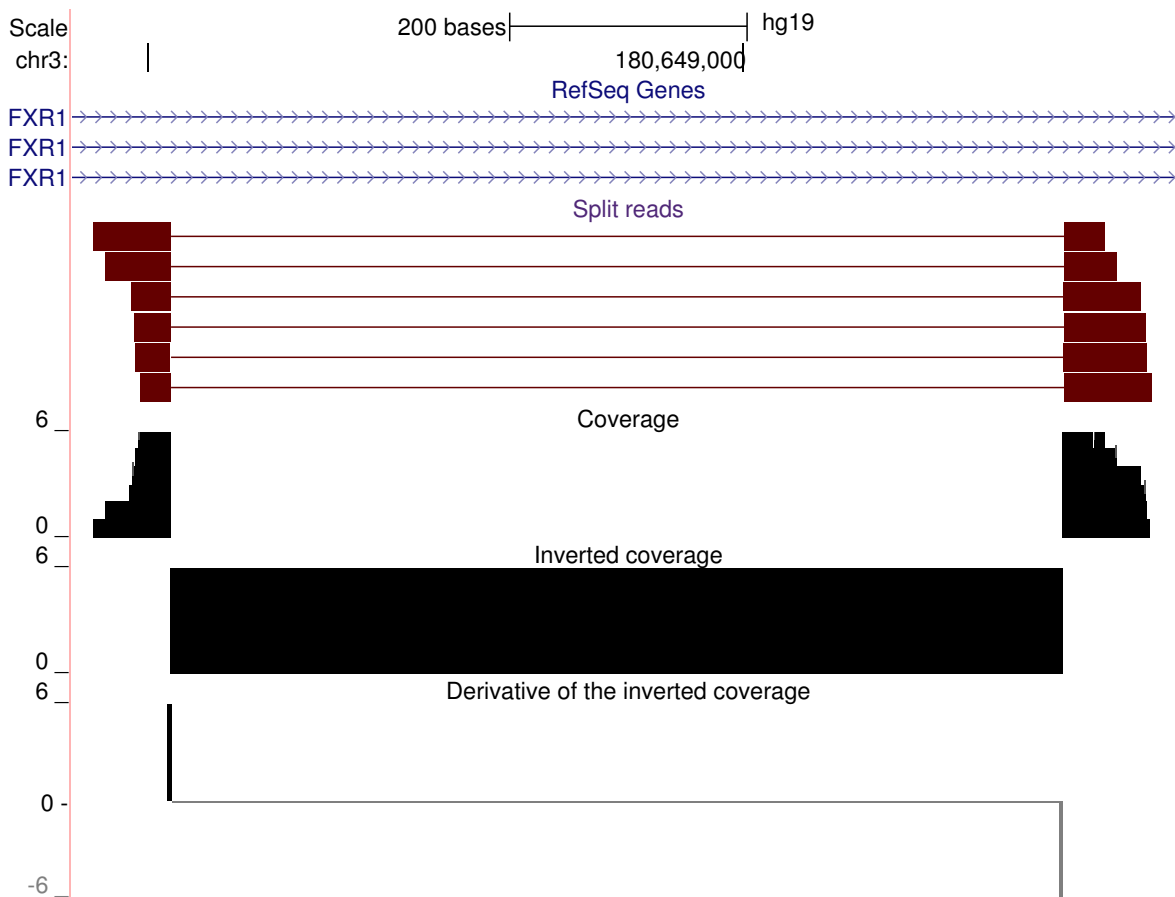 Scale 200 bases hg19
chr3: 180,649,000
RefSeq Genes
FXR1
FXR1
FXR1
Split reads
Coverage
6
0
Inverted coverage
6
0
Derivative of the inverted coverage
6
0 -
-6